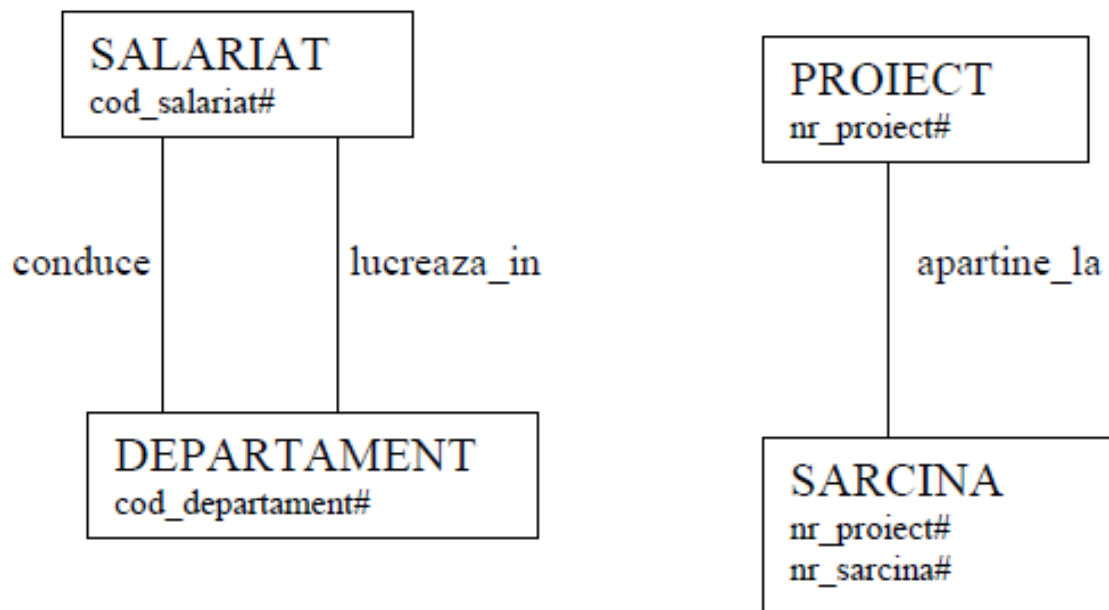 SALARIAT
cod_salariat#
PROIECT
nr_proiect#
conduce
lucreaza_in
apartine_la
DEPARTAMENT
cod_departament#
SARCINA
nr_proiect#
nr_sarcina#